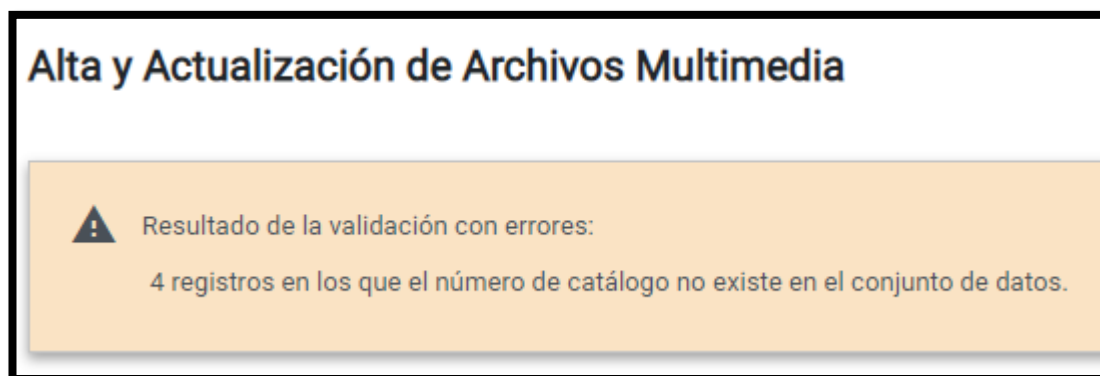 Alta y Actualización de Archivos Multimedia
Resultado de la validación con errores:
4 registros en los que el número de catálogo no existe en el conjunto de datos.